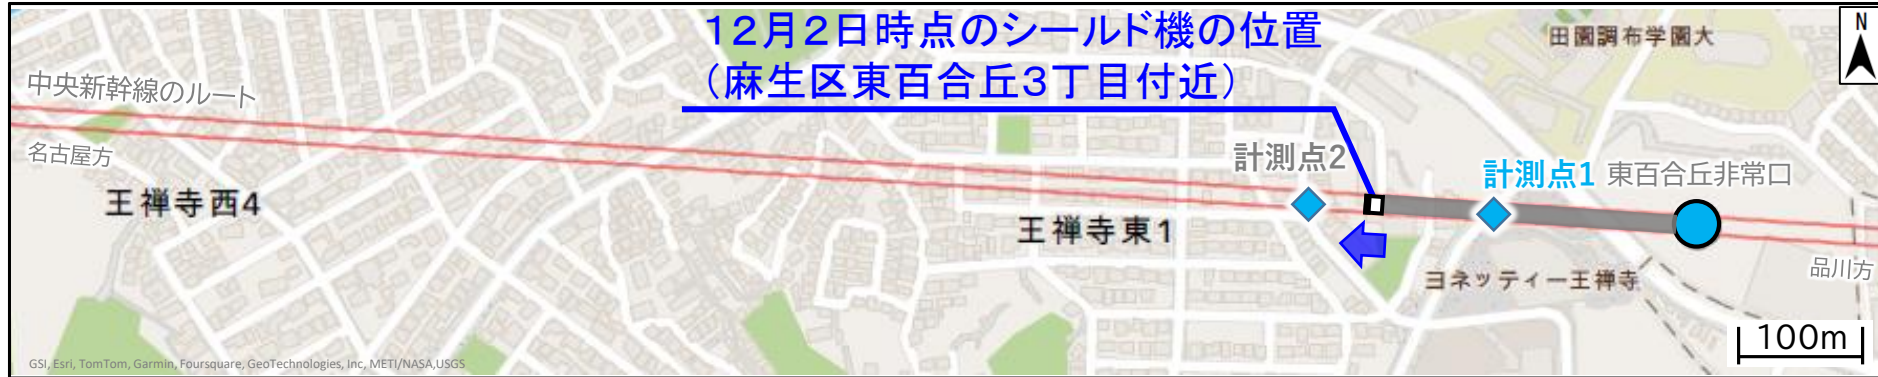 12月2日時点のシールド機の位置
(麻生区東百合丘3丁目付近)
田園調布学園大
N
中央新幹線のルート
名古屋方
計測点2
計測点1
東百合丘非常口
王禅寺西4
王禅寺東1
ヨネッティー王禅寺
品川方
100m
GSI, Esri, TomTom, Garmin, Foursquare, GeoTechnologies, Inc, METI/NASA,USGS